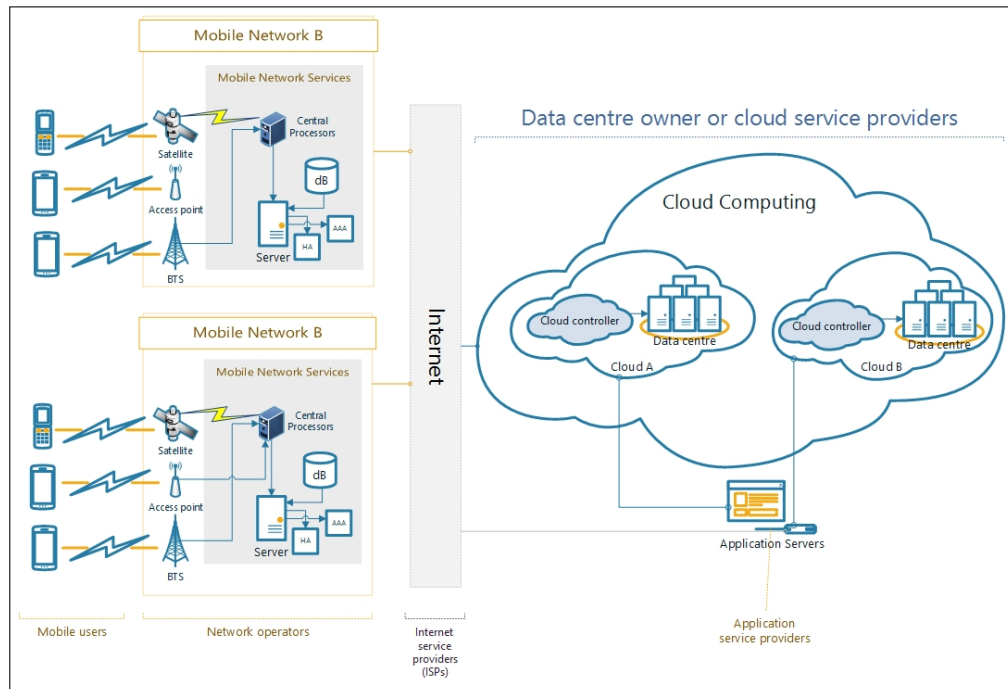 Mobile Network B
Mobile Network Services
Satellite
Central
Processors
Access point
dB
BTS
Server
HA
AAA
Mobile Network B
Mobile Network Services
Satellite
Central
Processors
Access point
dB
BTS
Server
HA
AAA
Internet
Data centre owner or cloud service providers
Cloud Computing
Cloud controller
Data centre
Cloud A
Cloud controller
Data centre
Cloud B
Application Servers
Mobile users
Network operators
Internet
service
providers
(ISPs)
Application
service providers